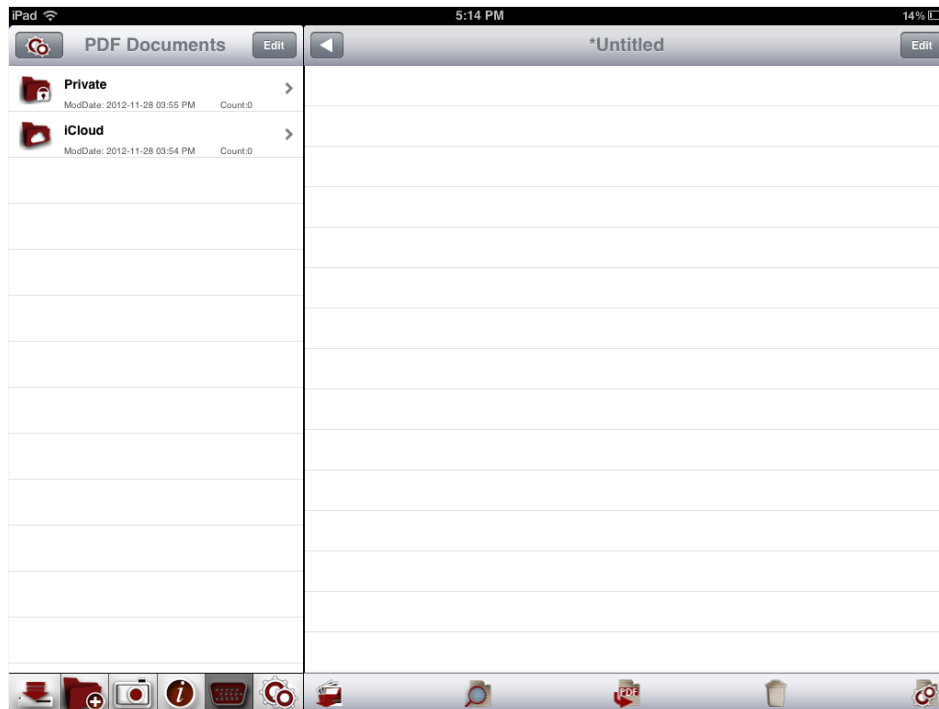 iPad 5:14 PM 14%
PDF Documents Edit *Untitled Edit
Private
ModDate: 2012-11-28 03:55 PM Count:0
iCloud
ModDate: 2012-11-28 03:54 PM Count:0
i PDF